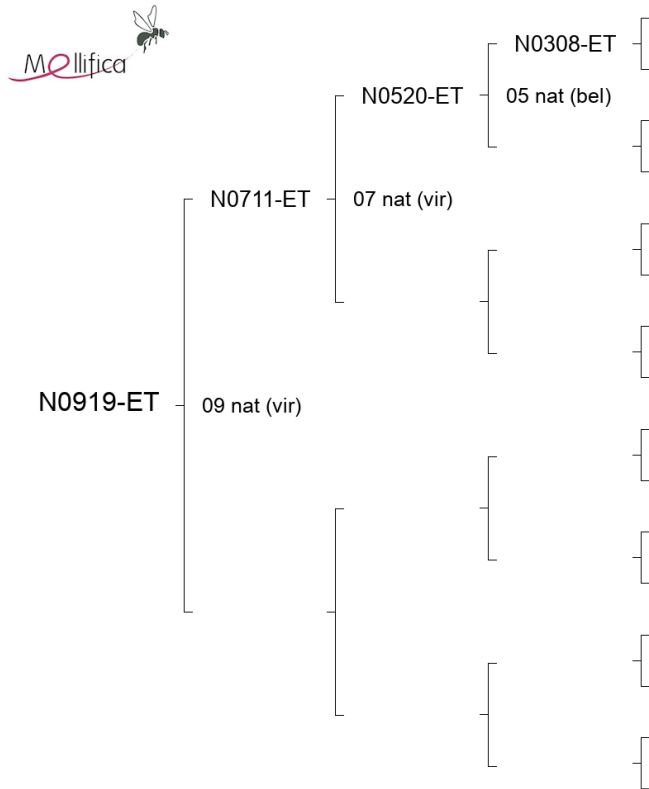 Mellifica
N0308-ET
N0520-ET
05 nat (bel)
N0711-ET
07 nat (vir)
N0919-ET
09 nat (vir)